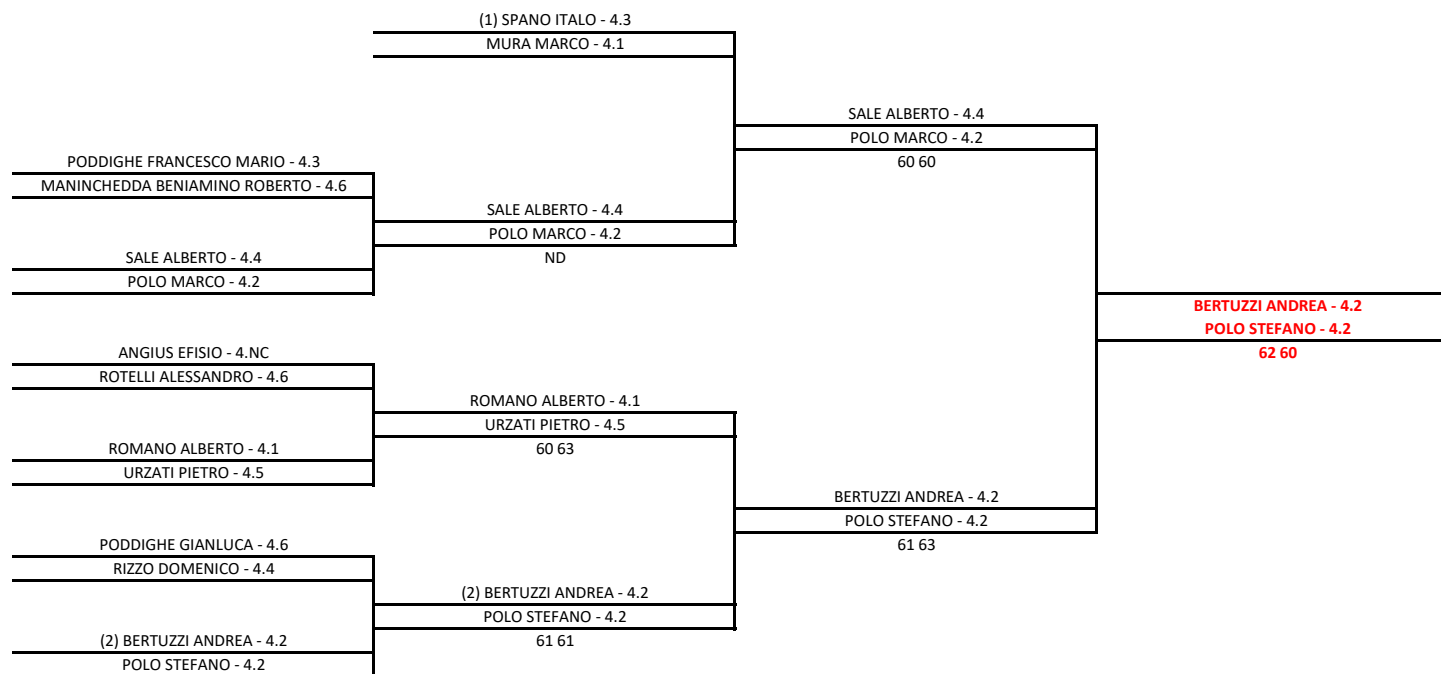 (1) SPANO ITALO - 4.3
MURA MARCO - 4.1
SALE ALBERTO - 4.4
POLO MARCO - 4.2
60 60
PODDIGHE FRANCESCO MARIO - 4.3
MANINCHEDDA BENIAMINO ROBERTO - 4.6
SALE ALBERTO - 4.4
POLO MARCO - 4.2
ND
SALE ALBERTO - 4.4
POLO MARCO - 4.2
BERTUZZI ANDREA - 4.2
POLO STEFANO - 4.2
62 60
ANGIUS EFISIO - 4.NC
ROTELLI ALESSANDRO - 4.6
ROMANO ALBERTO - 4.1
URZATI PIETRO - 4.5
60 63
ROMANO ALBERTO - 4.1
URZATI PIETRO - 4.5
BERTUZZI ANDREA - 4.2
POLO STEFANO - 4.2
61 63
PODDIGHE GIANLUCA - 4.6
RIZZO DOMENICO - 4.4
(2) BERTUZZI ANDREA - 4.2
POLO STEFANO - 4.2
61 61
(2) BERTUZZI ANDREA - 4.2
POLO STEFANO - 4.2